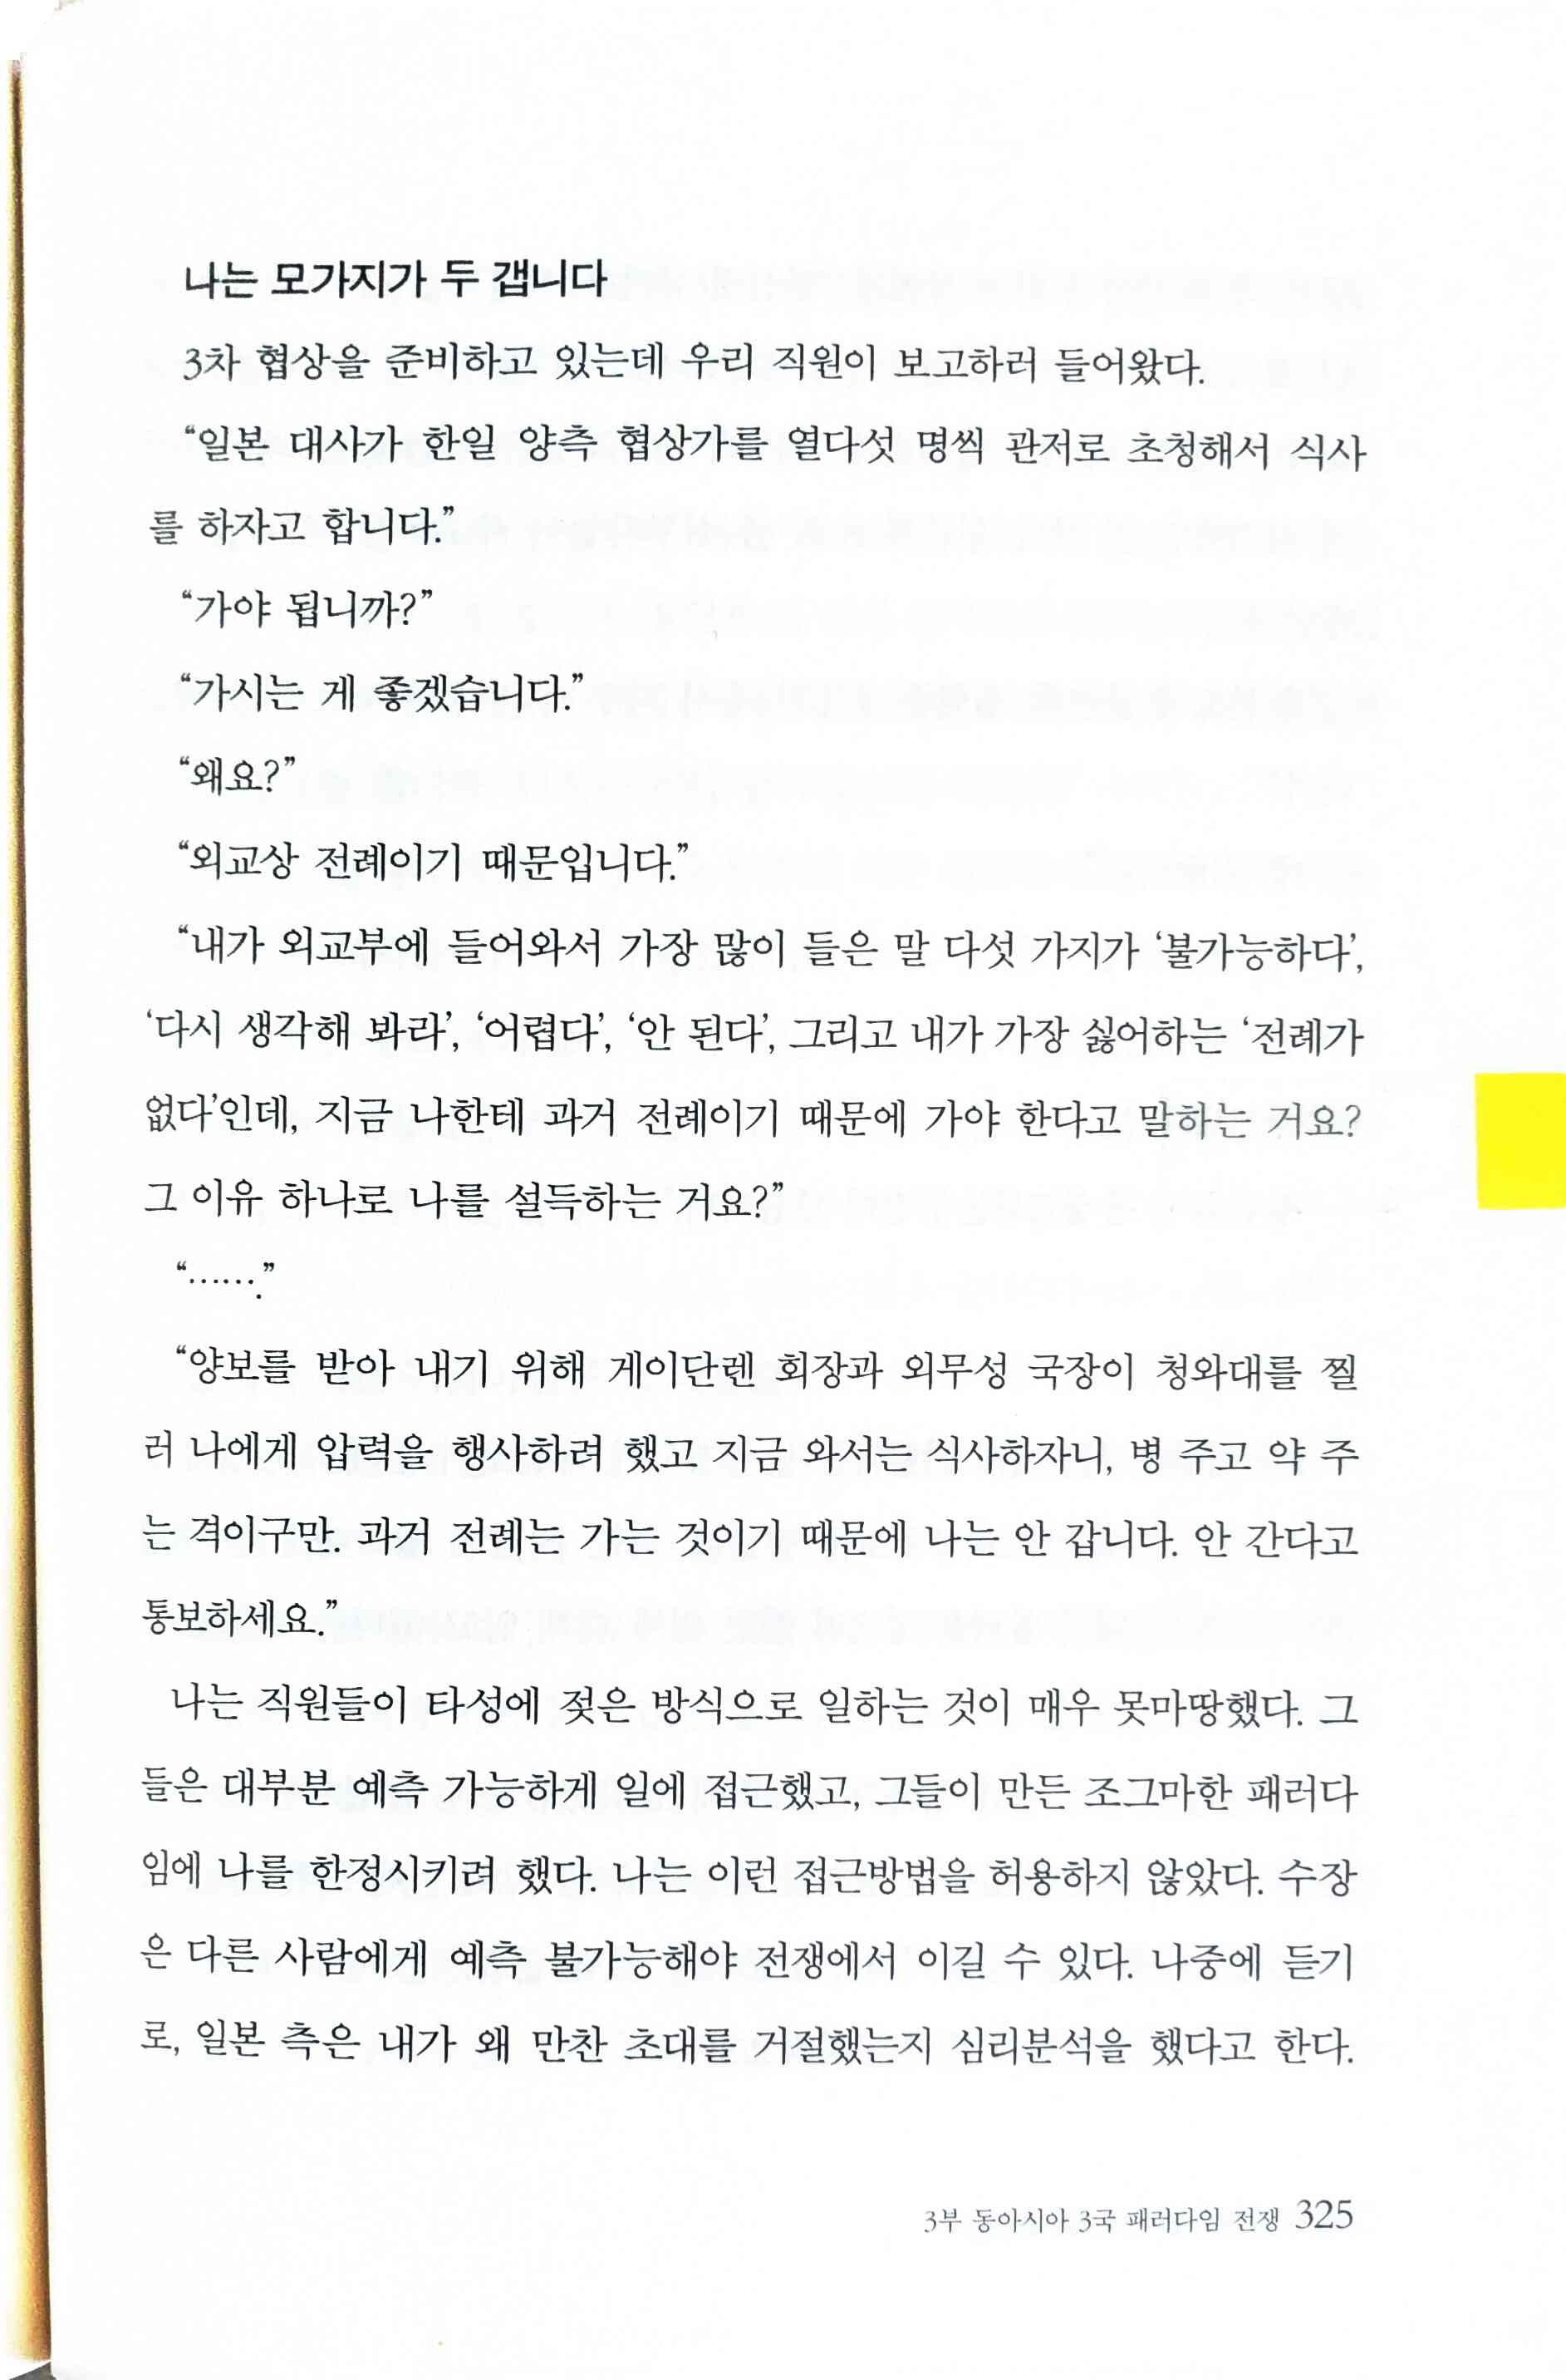 나는 모가지가 두 갭니다
3차 협상을 준비하고 있는데 우리 직원이 보고하러 들어왔다.
“일본 대사가 한일 양측 협상가를 열다섯 명씩 관저로 초청해서 식사
를 하자고 합니다.”
“가야 됩니까?”
“가시는 게 좋겠습니다.”
“왜요?”
“외교상 전례이기 때문입니다.”
“내가 외교부에 들어와서 가장 많이 들은 말 다섯 가지가 ‘불가능하다’,
‘다시 생각해 봐라’, ‘어렵다’, ‘안 된다’, 그리고 내가 가장 싫어하는 ‘전례가
없다’인데, 지금 나한테 과거 전례이기 때문에 가야 한다고 말하는 거요?
그 이유 하나로 나를 설득하는 거요?”
“…….”
“양보를 받아 내기 위해 게이단렌 회장과 외무성 국장이 청와대를 찔
러 나에게 압력을 행사하려 했고 지금 와서는 식사하자니, 병 주고 약 주
는 격이구만. 과거 전례는 가는 것이기 때문에 나는 안 갑니다. 안 간다고
통보하세요.”
나는 직원들이 타성에 젖은 방식으로 일하는 것이 매우 못마땅했다. 그
들은 대부분 예측 가능하게 일에 접근했고, 그들이 만든 조그마한 패러다
임에 나를 한정시키려 했다. 나는 이런 접근방법을 허용하지 않았다. 수장
은 다른 사람에게 예측 불가능해야 전쟁에서 이길 수 있다. 나중에 듣기
로, 일본 측은 내가 왜 만찬 초대를 거절했는지 심리분석을 했다고 한다.
3부 동아시아 3국 패러다임 전쟁 325